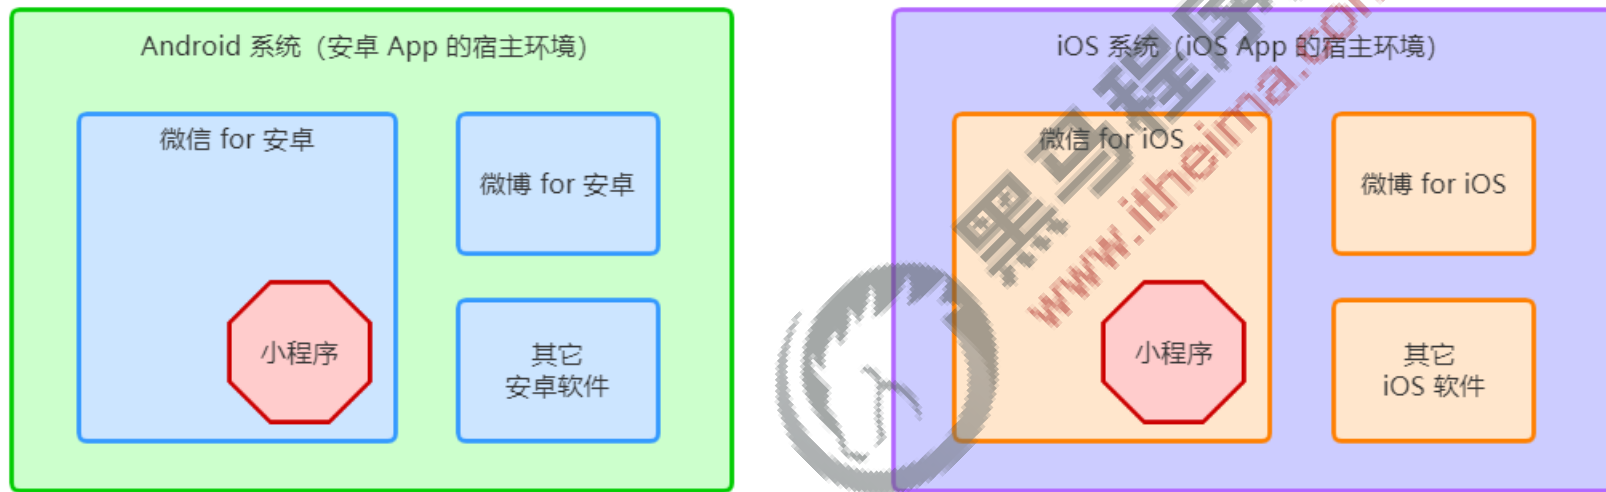 Android 系统（安卓 App 的宿主环境）
微信 for 安卓
微博 for 安卓
小程序
其它
安卓软件
iOS 系统（iOS App 的宿主环境）
微信 for iOS
微博 for iOS
小程序
其它
iOS 软件
黑马程序
www.itheima.com